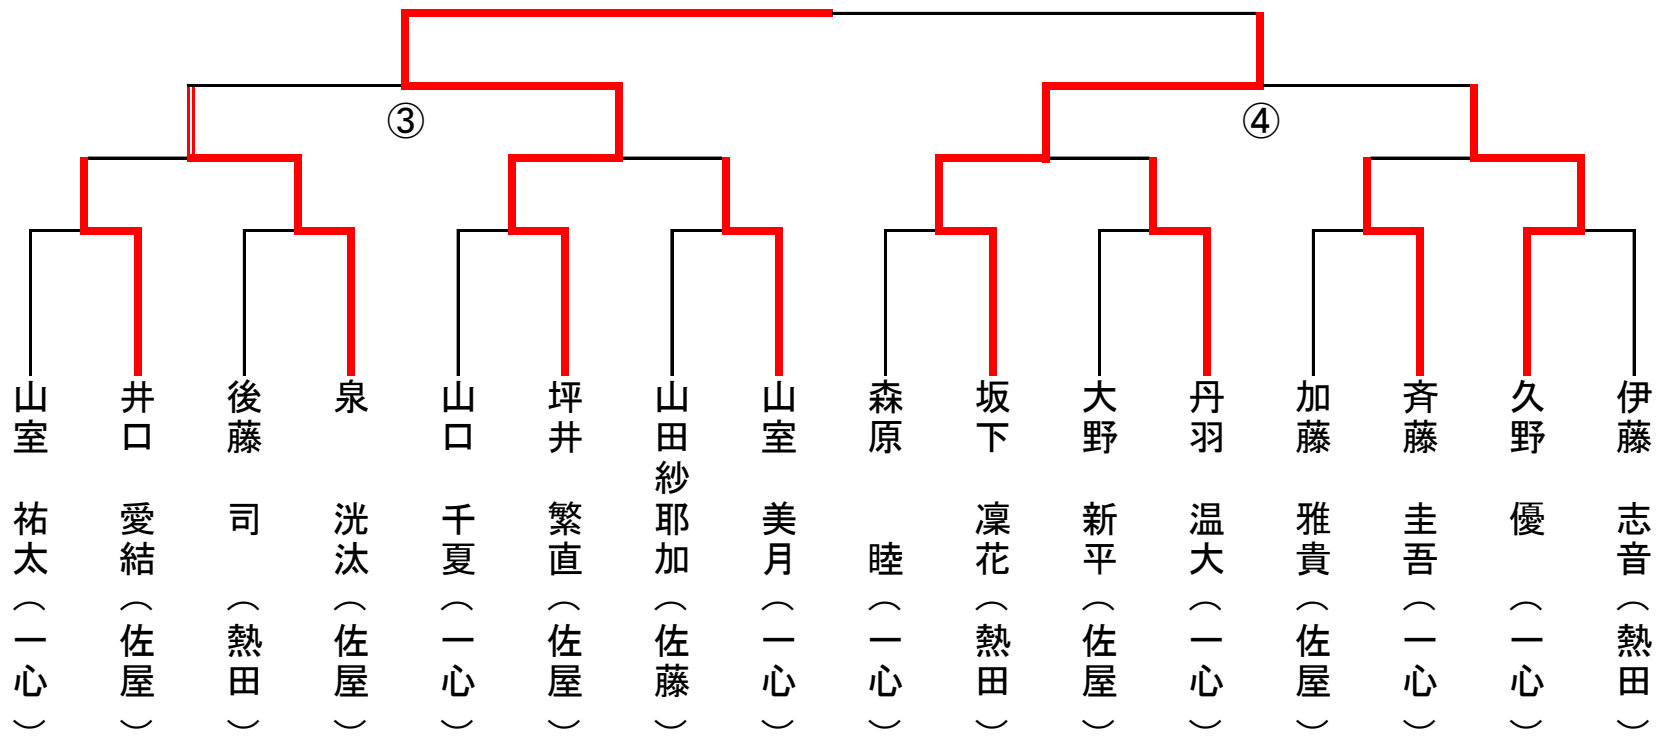 ③
④
山室 祐太(一心)
井口 愛結(佐屋)
後藤 司(熱田)
泉 洸汰(佐屋)
山口 千夏(一心)
坪井 繁直(佐屋)
山田紗耶加(佐藤)
山室 美月(一心)
森原 睦(一心)
坂下 凜花(熱田)
大野 新平(佐屋)
丹羽 温大(一心)
加藤 雅貴(佐屋)
斉藤 圭吾(一心)
久野 優(一心)
伊藤 志音(熱田)